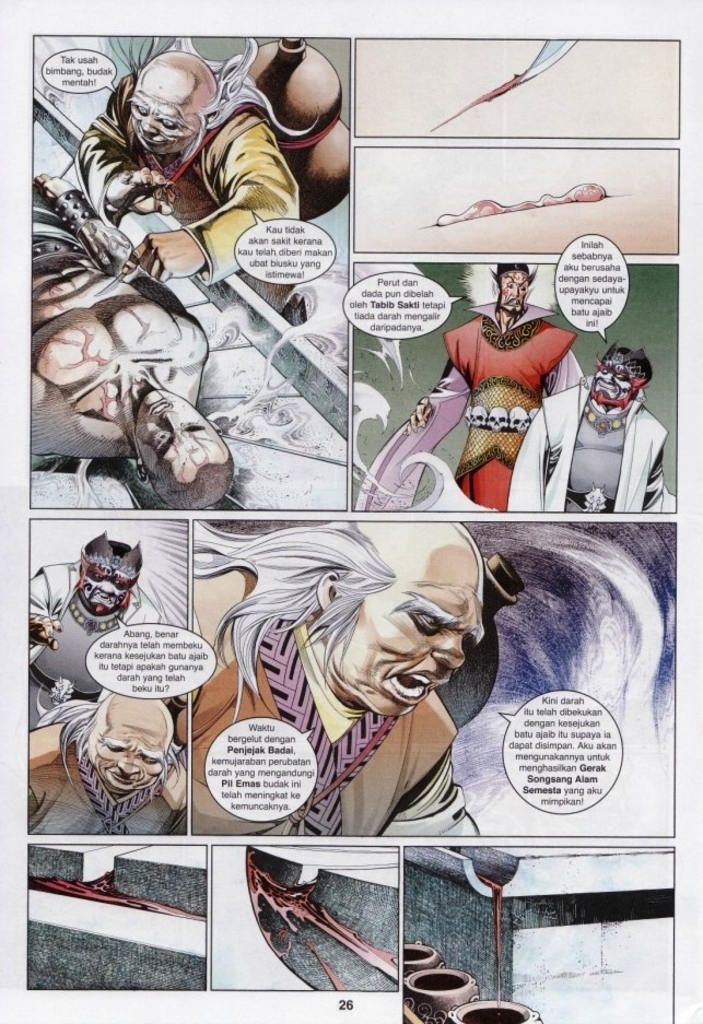 Tak usah
bimbang, budak
mentah!
Kau tidak
akan sakit kerana
kau telah diberi makan
ubat biusku yang
istimewa!
Perut dan
dada pun dibelah
oleh Tabib Sakti tetapi
tiada darah mengalir
daripadanya.
Inilah
sebabnya
aku berusaha
dengan sedaya-
upayakyu untuk
mencapai
batu ajaib
ini!
Abang, benar
darahnya telah membeku
kerana kesejukan batu ajaib
itu tetapi apakah gunanya
darah yang telah
beku itu?
Waktu
bergelut dengan
Penjejak Badai,
kemujaraban perubatan
darah yang mengandungi
Pil Emas budak ini
telah meningkat ke
kemuncaknya.
Kini darah
itu telah dibekukan
dengan kesejukan
batu ajaib itu supaya ia
dapat disimpan. Aku akan
mengunakannya untuk
menghasilkan Gerak
Songsang Alam
Semesta yang aku
mimpikan!
26